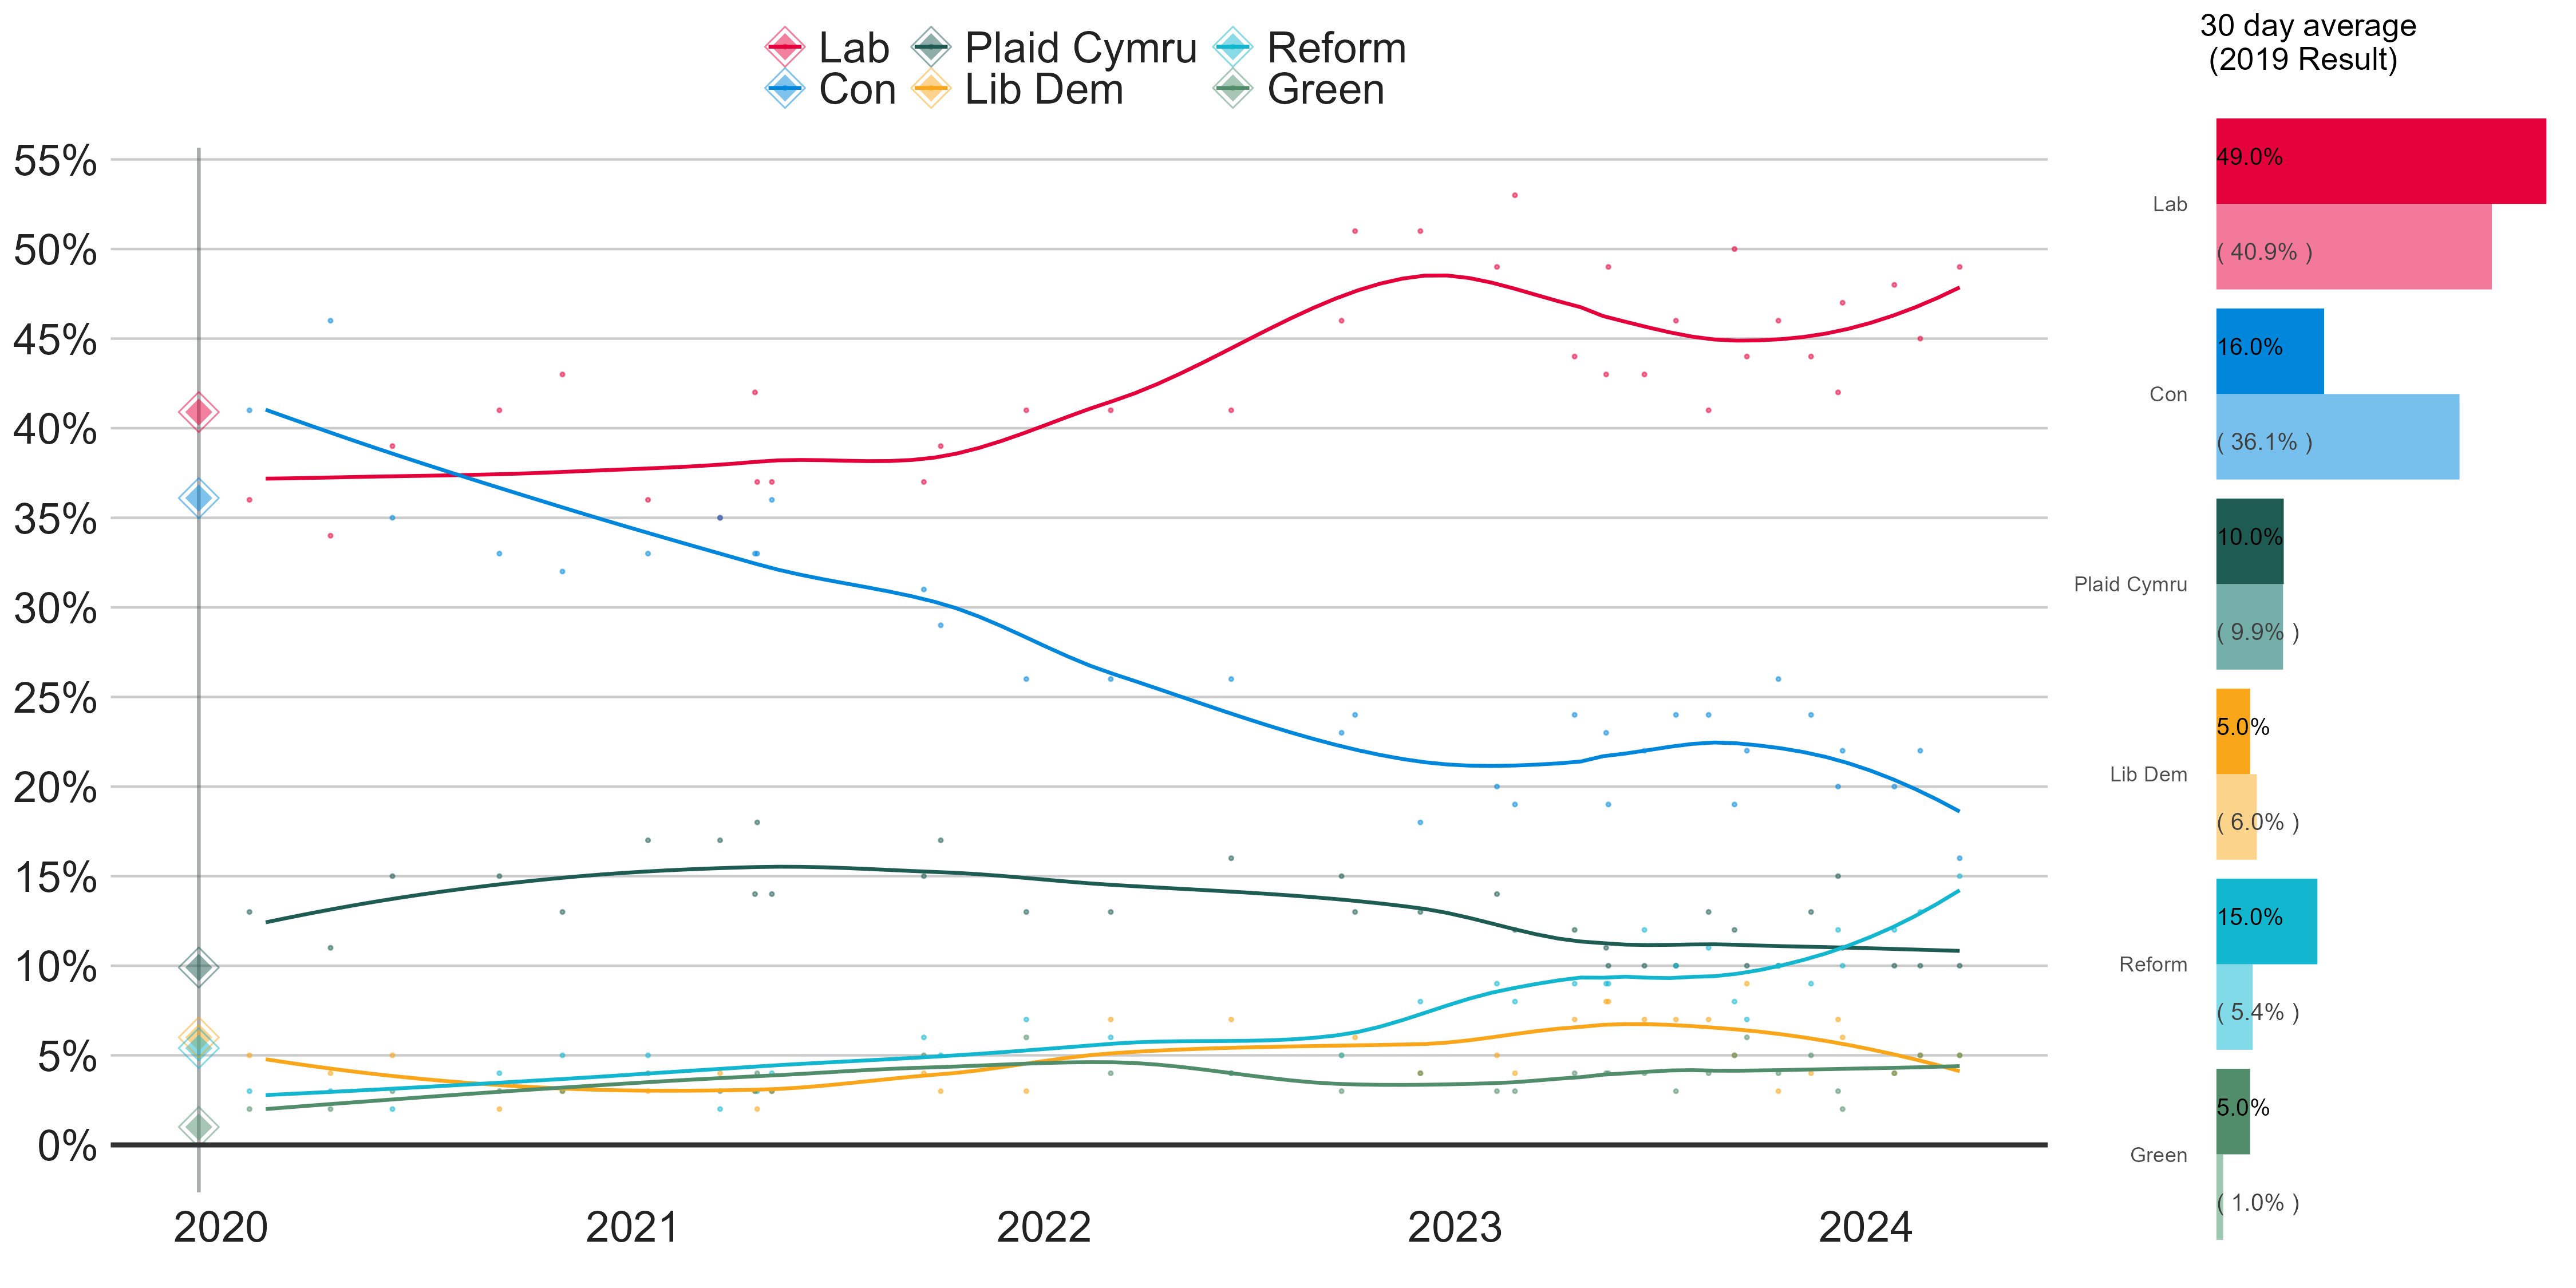 Lab Plaid Cymru Reform
Con Lib Dem Green
30 day average
(2019 Result)
55%
50%
45%
40%
35%
30%
25%
20%
15%
10%
5%
0%
2020 2021 2022 2023 2024
49.0%
Lab
( 40.9% )
16.0%
Con
( 36.1% )
10.0%
Plaid Cymru
( 9.9% )
5.0%
Lib Dem
( 6.0% )
15.0%
Reform
( 5.4% )
5.0%
Green
( 1.0% )